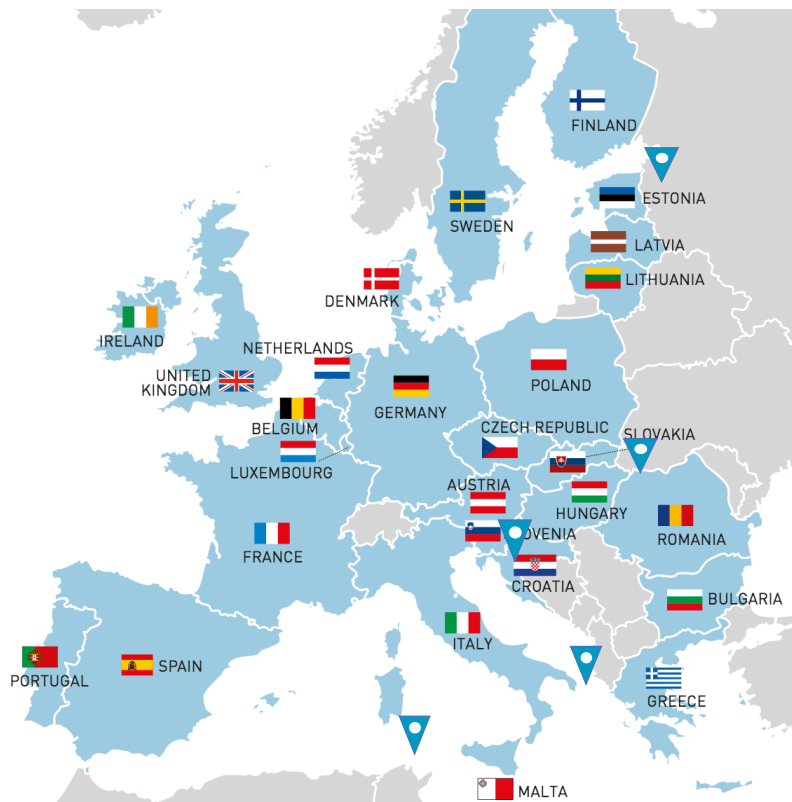 FINLAND
ESTONIA
SWEDEN
LATVIA
LITHUANIA
DENMARK
IRELAND
NETHERLANDS
UNITED
KINGDOM
POLAND
GERMANY
BELGIUM
CZECH REPUBLIC
SLOVAKIA
LUXEMBOURG
AUSTRIA
HUNGARY
ROMANIA
OVENIA
FRANCE
CROATIA
BULGARIA
ITALY
SPAIN
PORTUGAL
GREECE
MALTA